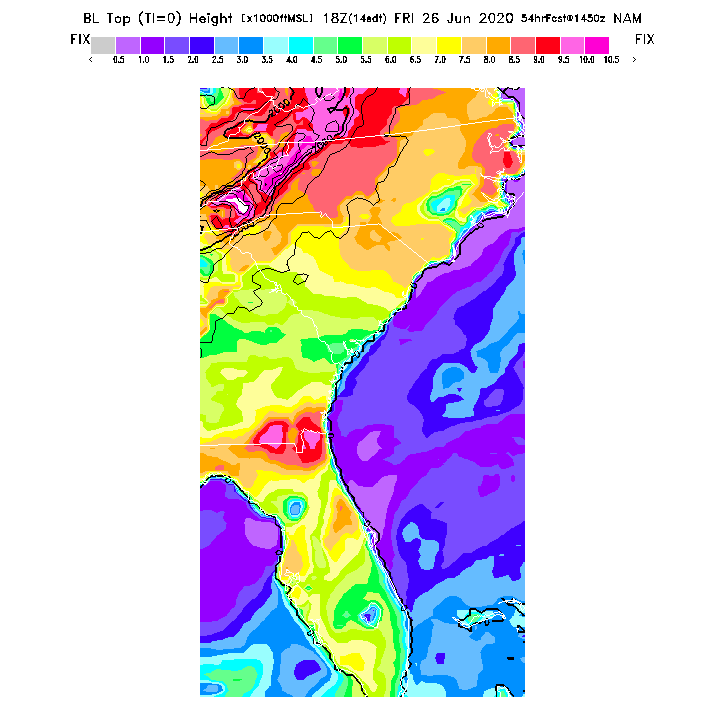 BL Top (TI=0) Height [x1000ftMSL] 18Z(14edt) FRI 26 Jun 2020 54hrFcst@1450z NAM
FIX FIX
< 0.5 1.0 1.5 2.0 2.5 3.0 3.5 4.0 4.5 5.0 5.5 6.0 6.5 7.0 7.5 8.0 8.5 9.0 9.5 10.0 10.5 >
2000